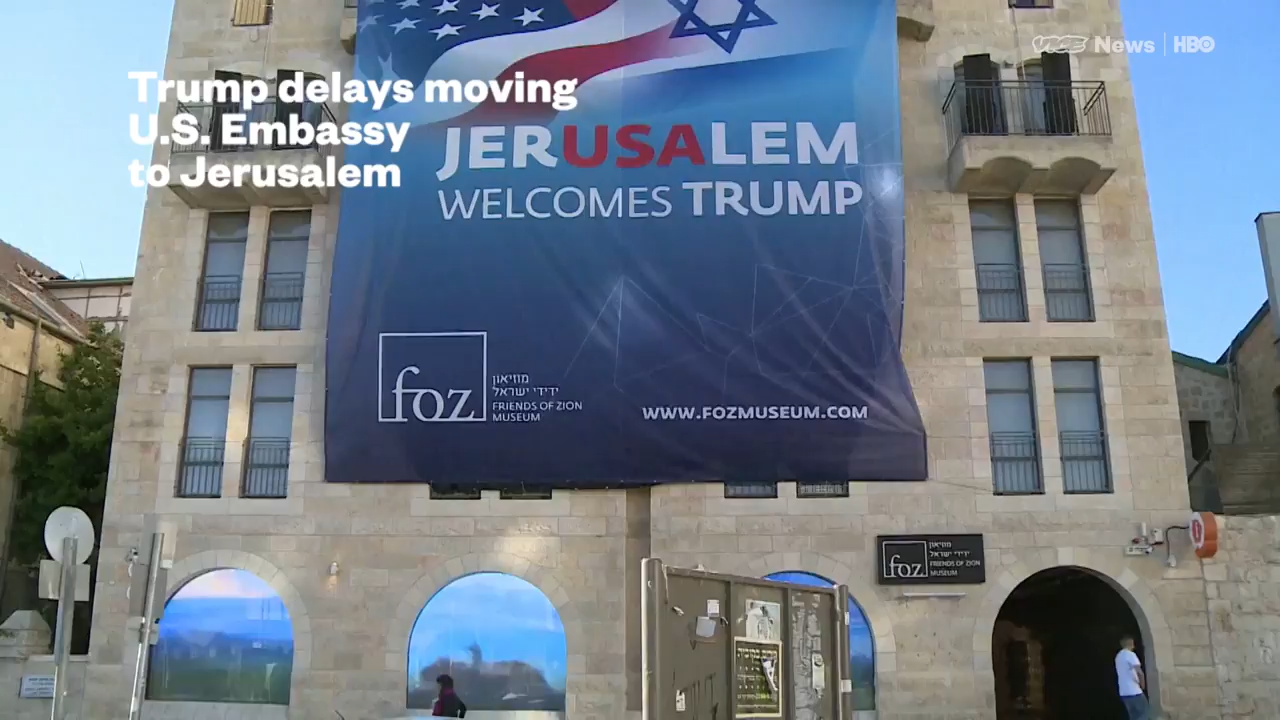 VICE News | HBO
Trump delays moving
U.S. Embassy
to Jerusalem
JERUSALEM
WELCOMES TRUMP
foz
מוזיאון
ידידי ישראל
FRIENDS OF ZION
MUSEUM
WWW.FOZMUSEUM.COM
foz
מוזיאון
ידידי ישראל
FRIENDS OF ZION
MUSEUM